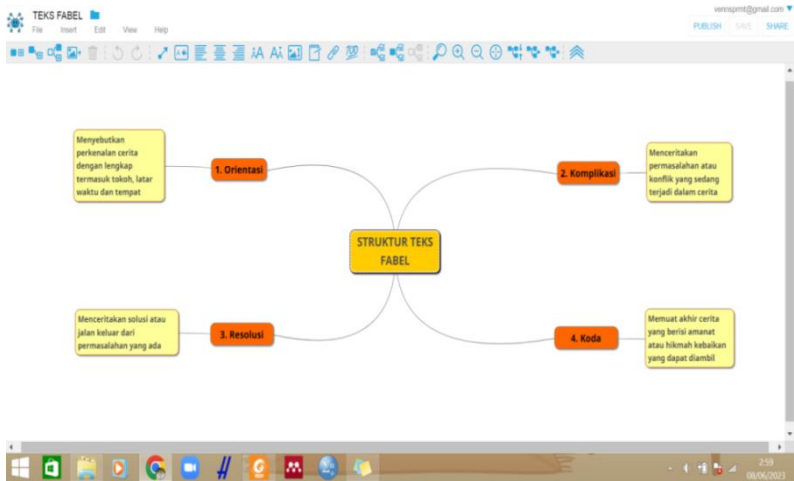 TEKS FABEL
vennsprmt@gmail.com
File Insert Edit View Help
PUBLISH SAVE SHARE
Menyebutkan
perkenalan cerita
dengan lengkap
termasuk tokoh, latar
waktu dan tempat
1. Orientasi
2. Komplikasi
Menceritakan
permasalahan atau
konflik yang sedang
terjadi dalam cerita
STRUKTUR TEKS
FABEL
Menceritakan solusi atau
jalan keluar dari
permasalahan yang ada
3. Resolusi
4. Koda
Memuat akhir cerita
yang berisi amanat
atau hikmah kebaikan
yang dapat diambil
2:59
08/06/2023